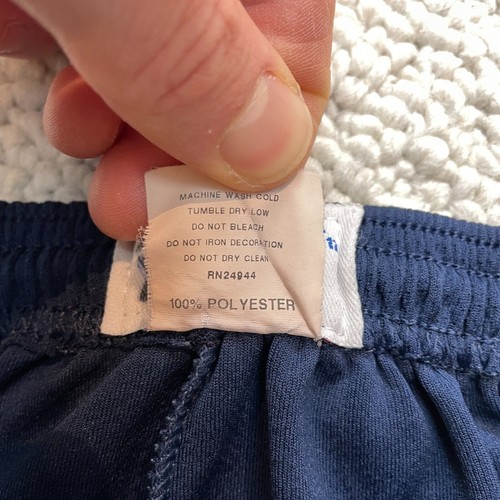 MACHINE WASH COLD
TUMBLE DRY LOW
DO NOT BLEACH
DO NOT IRON DECORATION
DO NOT DRY CLEAN
RN24944
100% POLYESTER